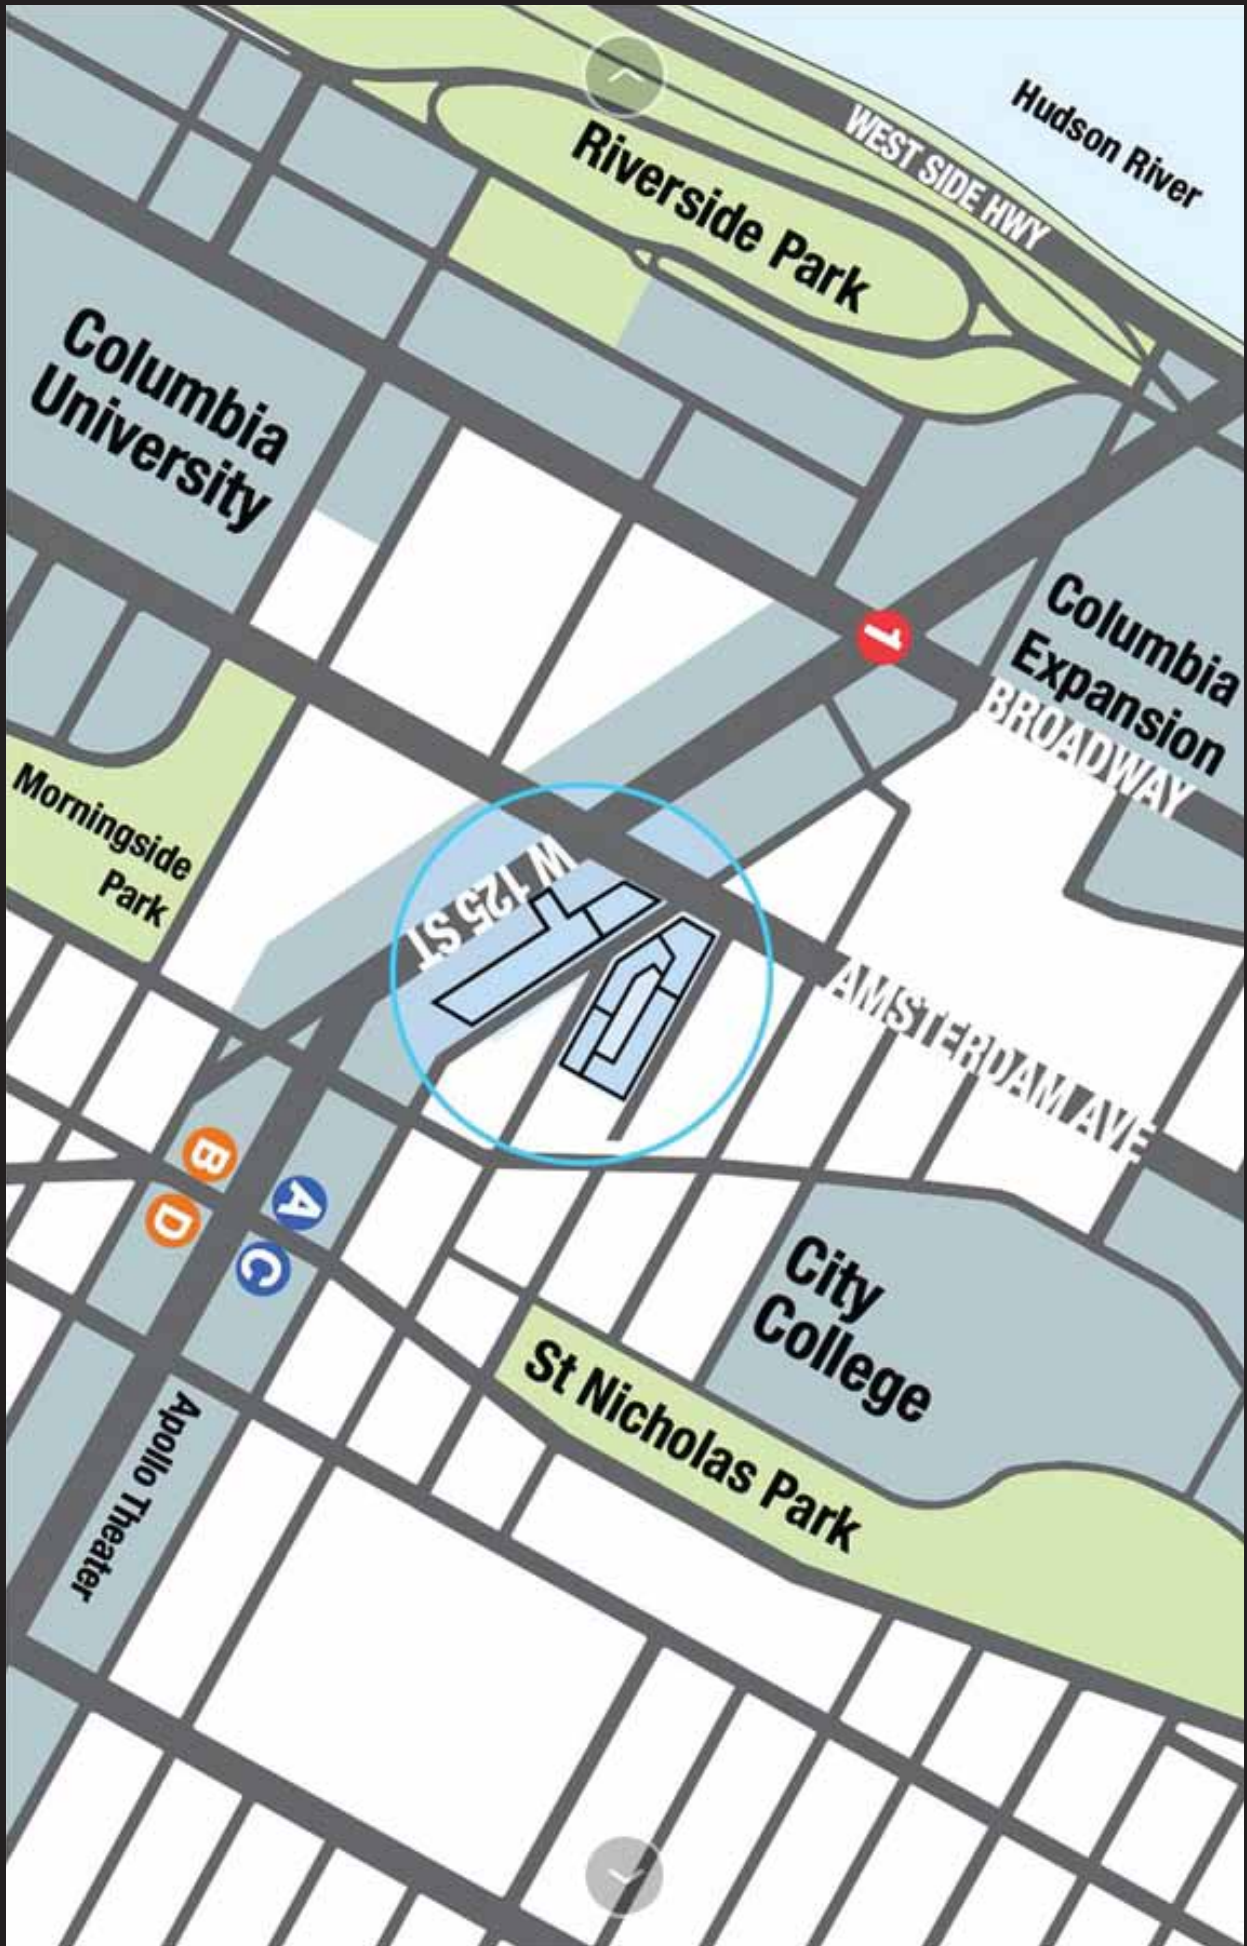 Hudson River
WEST SIDE HWY
Riverside Park
Columbia
University
1
Columbia
Expansion
BROADWAY
Morningside
Park
W 125 ST
AMSTERDAM AVE
B
D
A
C
City
College
St Nicholas Park
Apollo Theater